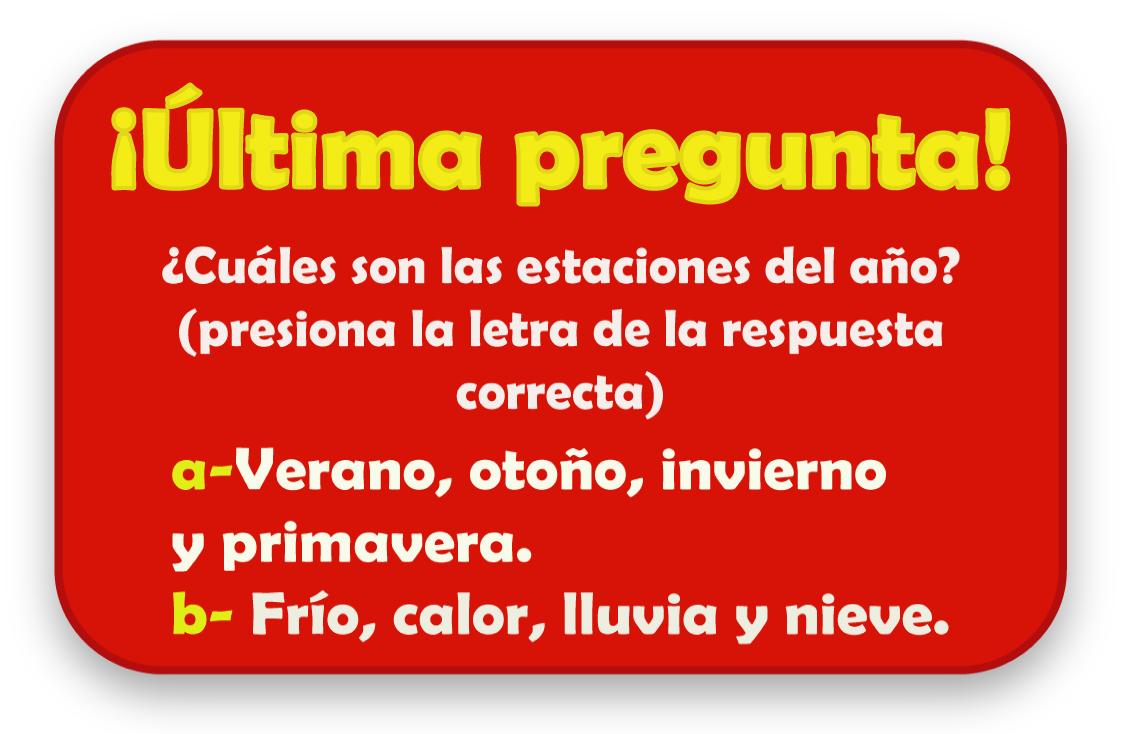 ¡Última pregunta!
¿Cuáles son las estaciones del año?
(presiona la letra de la respuesta
correcta)
a-Verano, otoño, invierno
y primavera.
b- Frío, calor, lluvia y nieve.